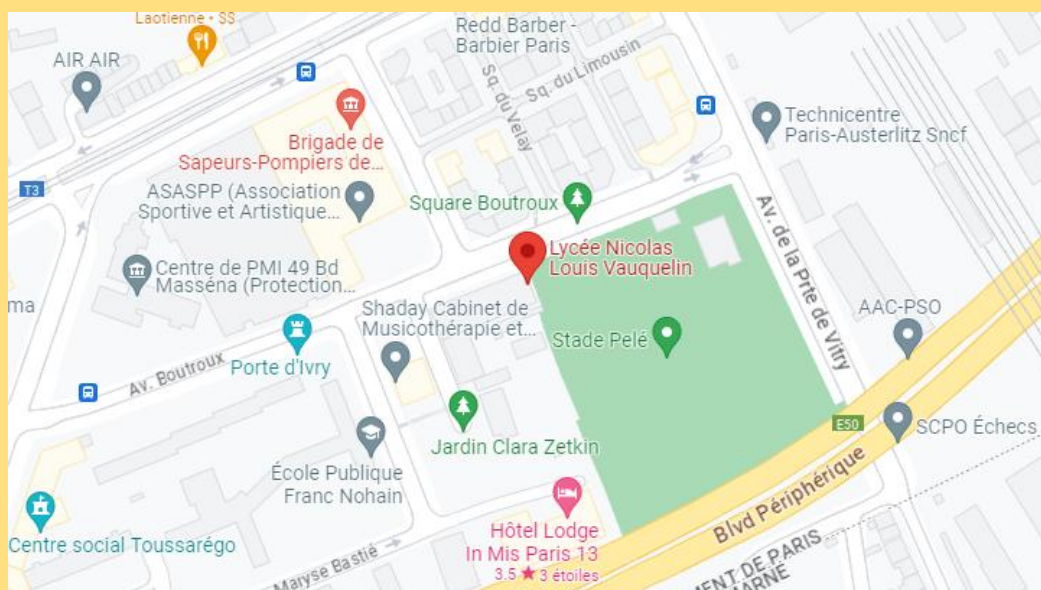 Laotienne • $$
Redd Barber -
Barbier Paris
AIR AIR
Sq. du Limousin
Sq. du Velay
Technicentre
Paris-Austerlitz Sncf
Brigade de
Sapeurs-Pompiers de...
T3
ASASPP (Association
Sportive et Artistique...
Square Boutroux
Av. de la Prte de Vitry
Lycée Nicolas
Louis Vauquelin
Centre de PMI 49 Bd
Masséna (Protection...
ma
Shaday Cabinet de
Musicothérapie et...
AAC-PSO
Stade Pelé
Porte d'Ivry
Av. Boutroux
E50
SCPO Échecs
Jardin Clara Zetkin
École Publique
Franc Nohain
Blvd Périphérique
Hôtel Lodge
In Mis Paris 13
3.5 ★ 3 étoiles
Centre social Toussarégo
Maryse Bastié
MENT DE PARIS
MARNE